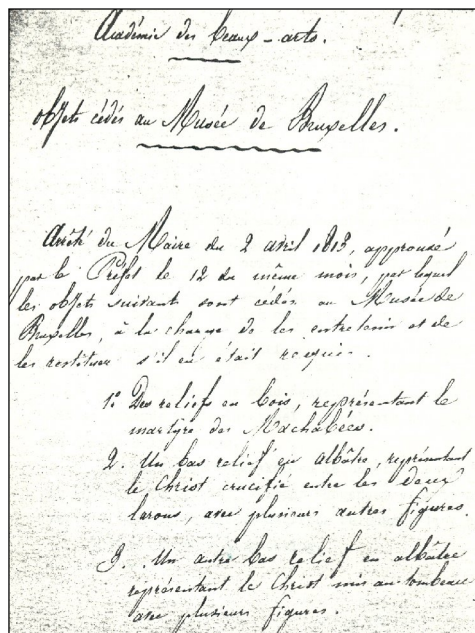 Académie des beaux-arts.
objets cédés au Musée de Bruxelles.
Arrêté du Maire du 2 avril 1813, approuvé
par le Préfet le 12 du même mois, par lequel
les objets suivants sont cédés au Musée de
Bruxelles, à la charge de les entretenir et de
les restituer s'il en était requis.
1º Des reliefs en bois, représentant le
martyre des Machabées.
2. Un bas relief en albâtre, représentant
le Christ crucifié entre les deux
larons, avec plusieurs autres figures.
3. Un autre bas relief en albâtre
représentant le Christ mis au tombeau
avec plusieurs figures.